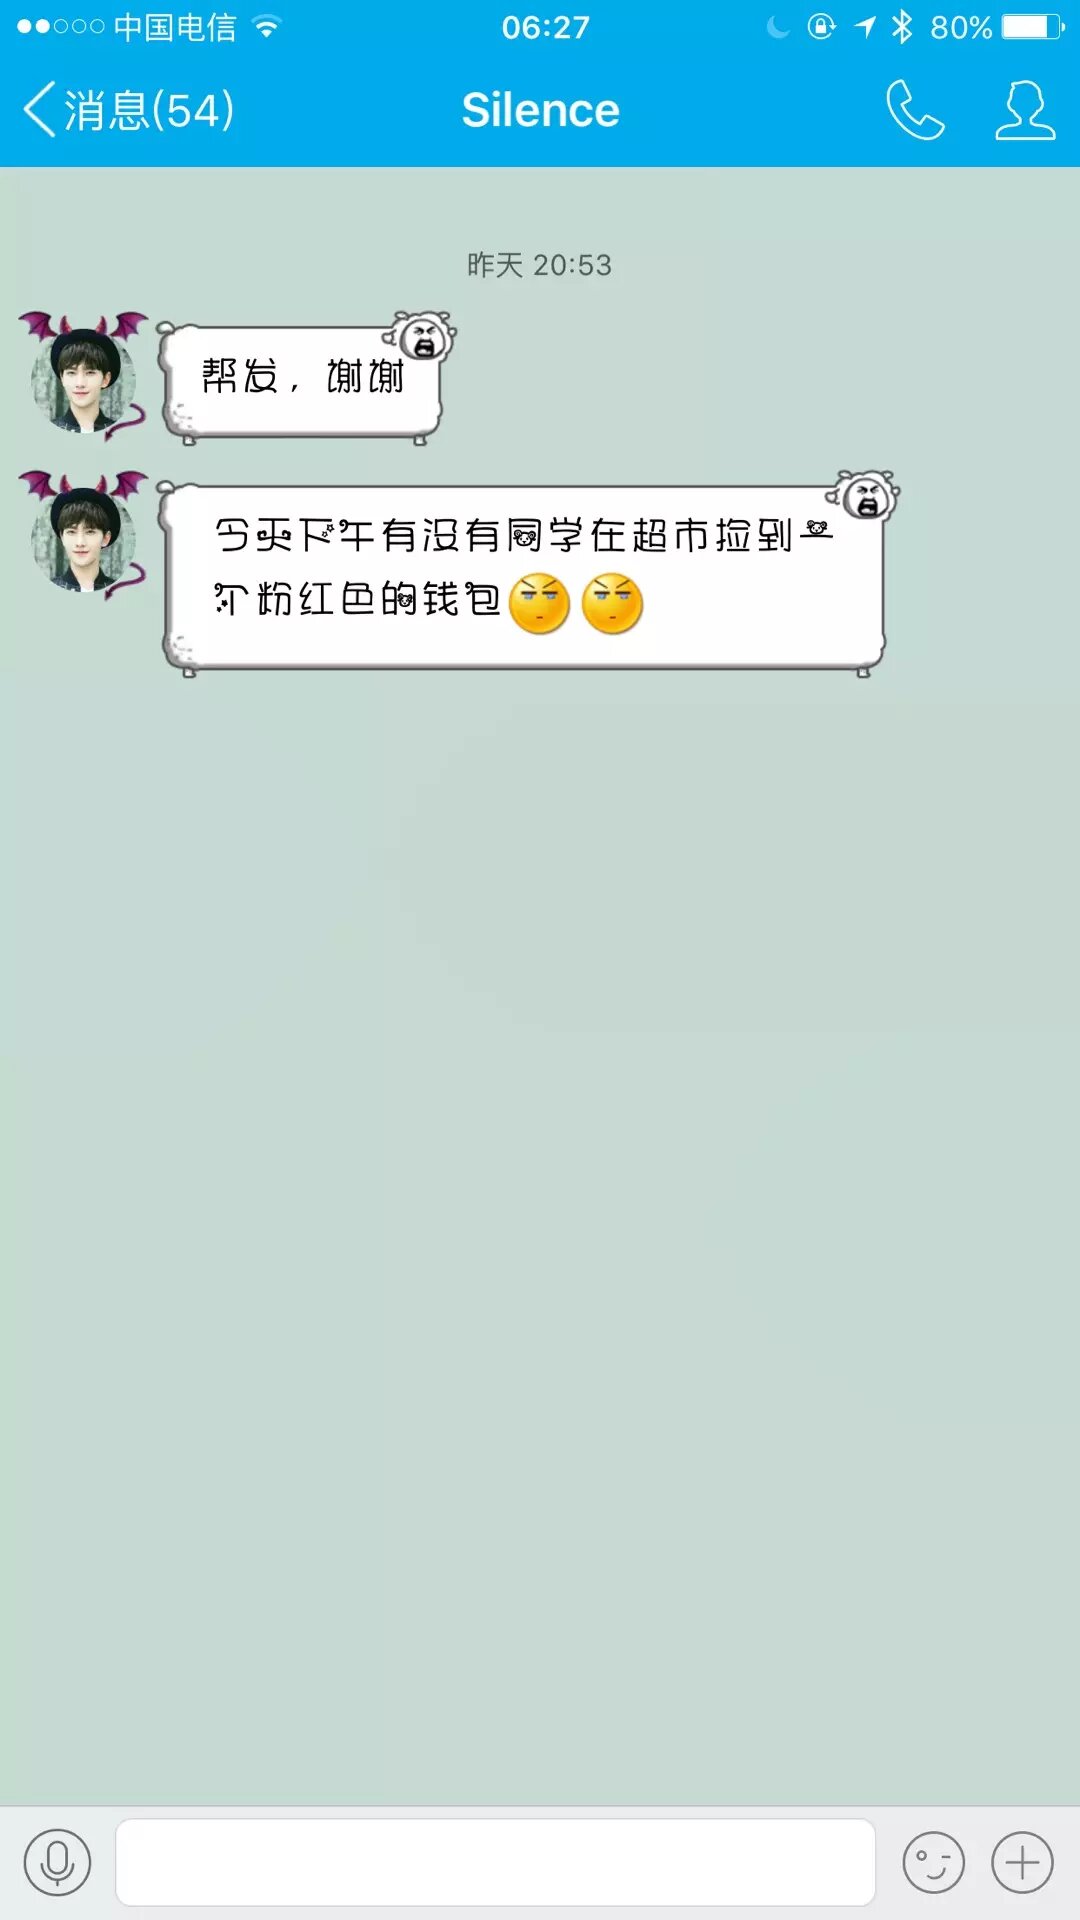 中国电信 06:27 80%
消息(54) Silence
昨天 20:53
帮发，谢谢
今天下午有没有同学在超市捡到一
个粉红色的钱包